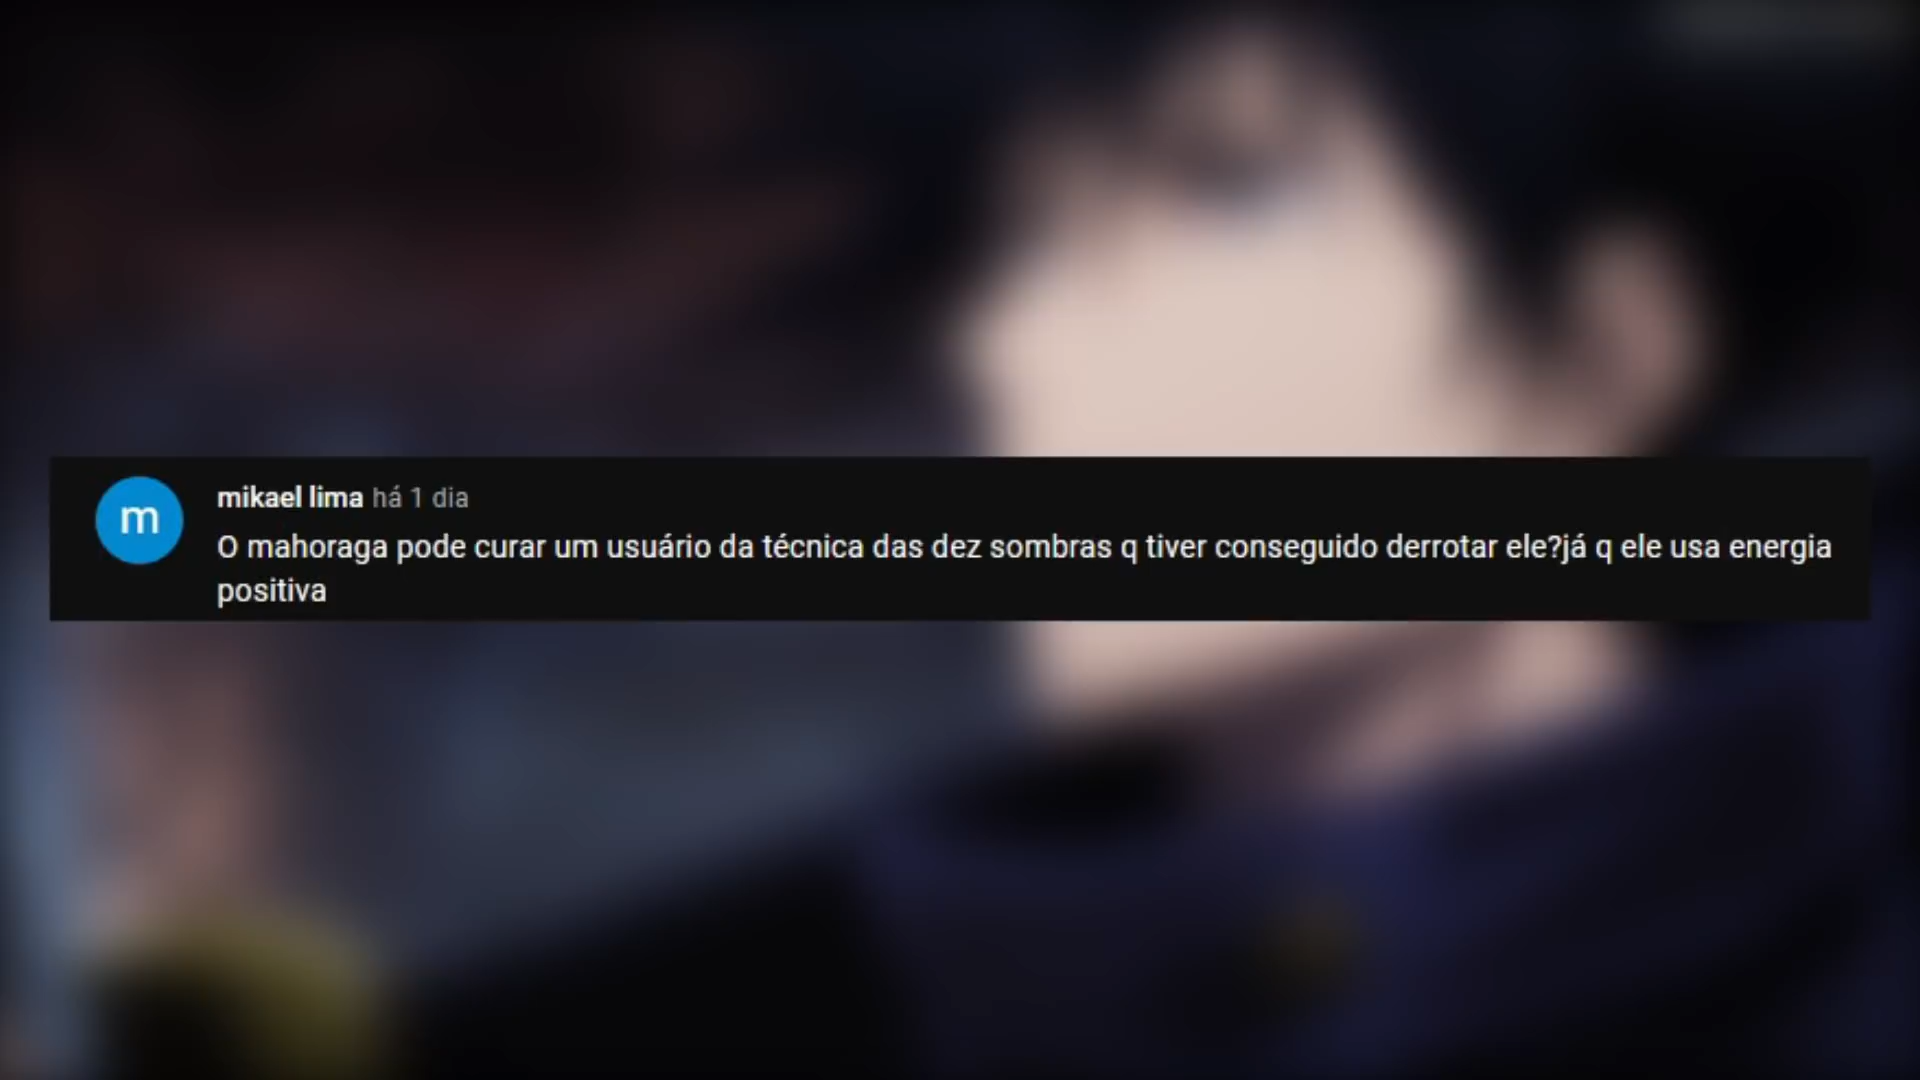 m
mikael lima há 1 dia
O mahoraga pode curar um usuário da técnica das dez sombras q tiver conseguido derrotar ele?já q ele usa energia
positiva